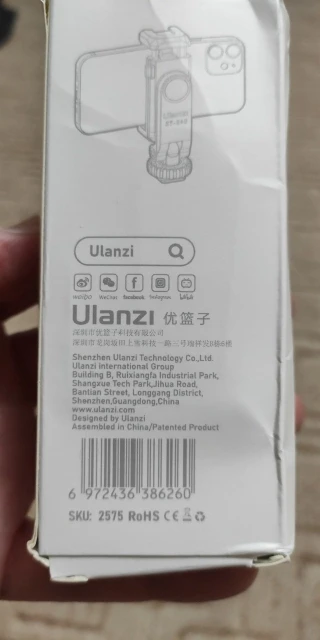 Ulanzi
ST-24S
Ulanzi
weibo WeChat facebook Instagram bilibili
ULANZI 优篮子
深圳市优篮子科技有限公司
Shenzhen Ulanzi Technology Co.,Ltd.
Ulanzi international Group
Building B, Ruixiangfa Industrial Park,
Shangxue Tech Park,Jihua Road,
Bantian Street, Longgang District,
Shenzhen,Guangdong,China
www.ulanzi.com
Designed by Ulanzi
Assembled in China/Patented Product
6 972436 386260
SKU: 2575 RoHS CE